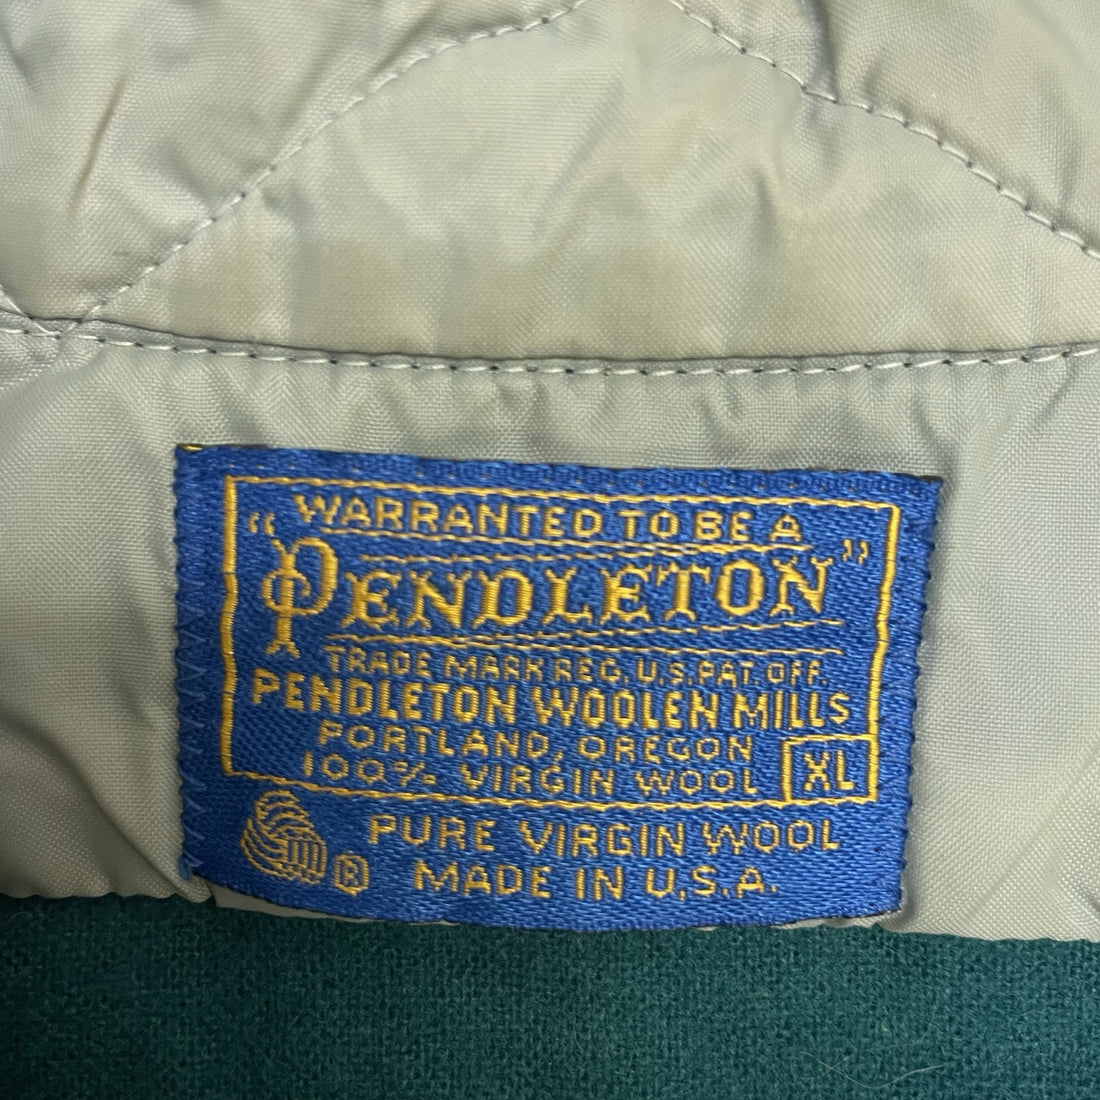 WARRANTED TO BE A
"PENDLETON"
TRADE MARK REG. U.S. PAT. OFF.
PENDLETON WOOLEN MILLS
PORTLAND, OREGON
100% VIRGIN WOOL XL
PURE VIRGIN WOOL
® MADE IN U.S.A.